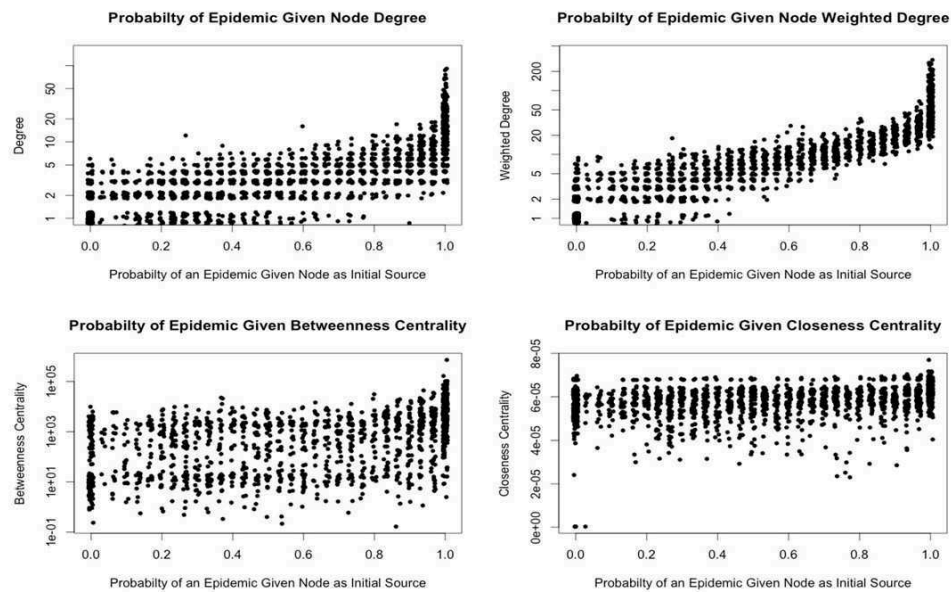 Probabilty of Epidemic Given Node Degree
Degree
50
20
10
5
2
1
0.0 0.2 0.4 0.6 0.8 1.0
Probabilty of an Epidemic Given Node as Initial Source
Probabilty of Epidemic Given Node Weighted Degree
Weighted Degree
200
50
20
5
2
1
0.0 0.2 0.4 0.6 0.8 1.0
Probabilty of an Epidemic Given Node as Initial Source
Probabilty of Epidemic Given Betweenness Centrality
Betweenness Centrality
1e+05
1e+03
1e+01
1e-01
0.0 0.2 0.4 0.6 0.8 1.0
Probabilty of an Epidemic Given Node as Initial Source
Probabilty of Epidemic Given Closeness Centrality
Closeness Centrality
8e-05
6e-05
4e-05
2e-05
0e+00
0.0 0.2 0.4 0.6 0.8 1.0
Probabilty of an Epidemic Given Node as Initial Source